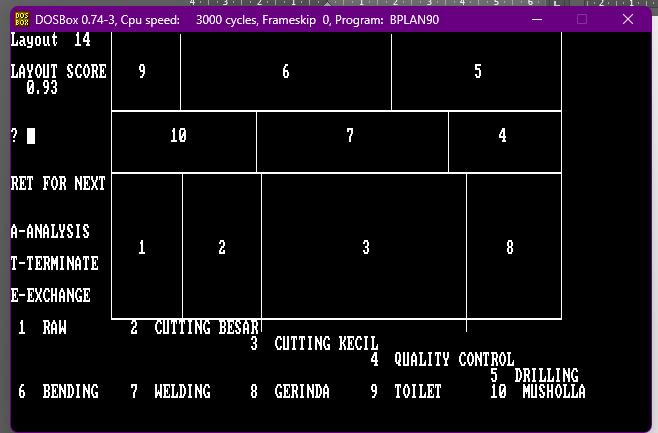 DOSBox 0.74-3, Cpu speed: 3000 cycles, Frameskip 0, Program: BPLAN90
Layout 14
LAYOUT SCORE
0.93
9 6 5
? 10 7 4
RET FOR NEXT
A-ANALYSIS
1 2 3 8
T-TERMINATE
E-EXCHANGE
1 RAW 2 CUTTING BESAR
3 CUTTING KECIL
4 QUALITY CONTROL
5 DRILLING
6 BENDING 7 WELDING 8 GERINDA 9 TOILET 10 MUSHOLLA